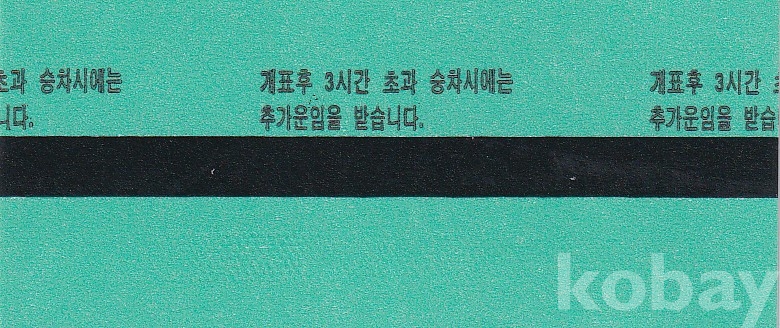 초과 승차시에는 개표후 3시간 초과 승차시에는 개표후 3시간
니다. 추가운임을 받습니다. 추가운임을 받습
kobay